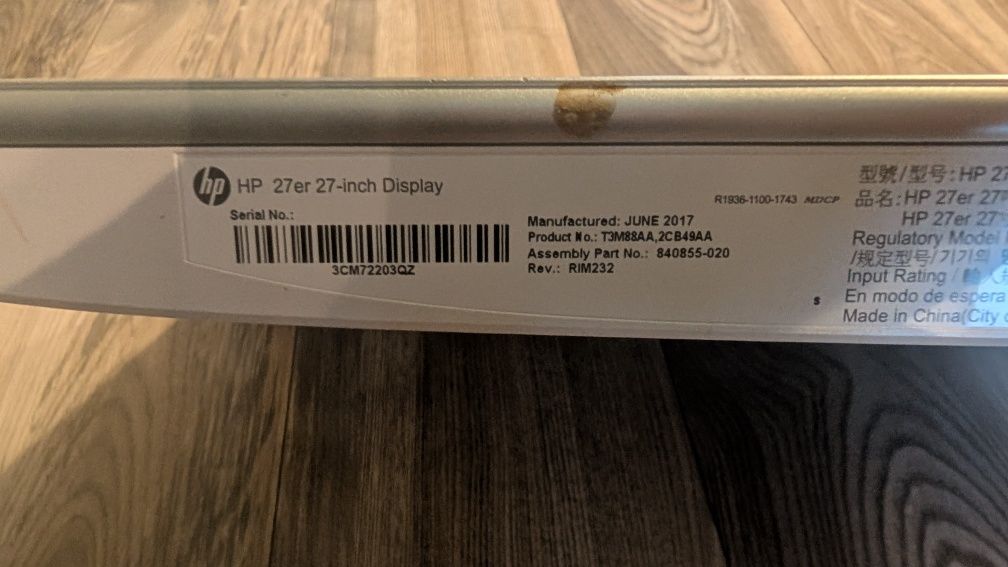 hp HP 27er 27-inch Display
Serial No.:
3CM72203QZ
R1936-1100-1743 MDCP
Manufactured: JUNE 2017
Product No.: T3M88AA,2CB49AA
Assembly Part No.: 840855-020
Rev.: RIM232
型號/型号: HP 27
品名: HP 27er 27
HP 27er 27
Regulatory Model
/规定型号/기기의
Input Rating / 輸入
s En modo de espera
Made in China(City